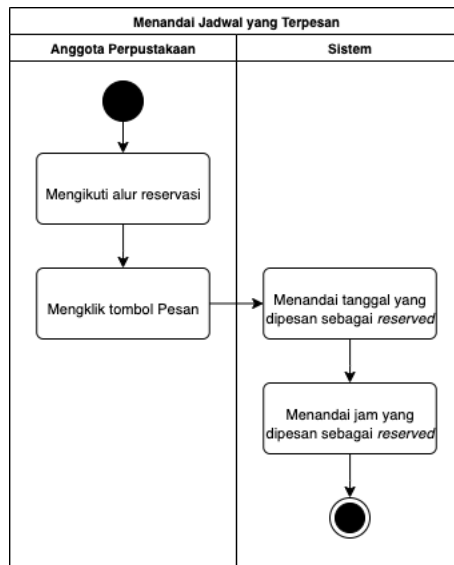 Menandai Jadwal yang Terpesan
Anggota Perpustakaan
Sistem
Mengikuti alur reservasi
Mengklik tombol Pesan
Menandai tanggal yang
dipesan sebagai reserved
Menandai jam yang
dipesan sebagai reserved